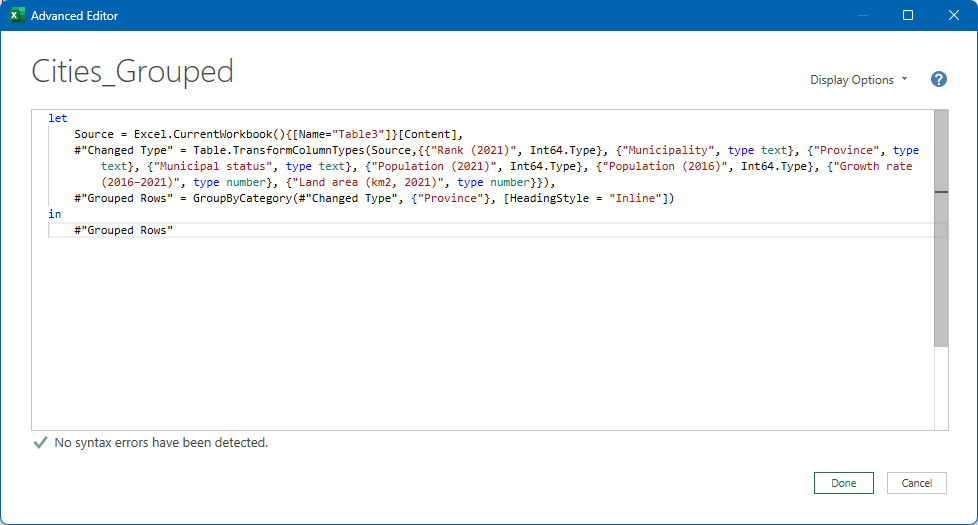 Advanced Editor
Cities_Grouped
Display Options
?
let
Source = Excel.CurrentWorkbook(){[Name="Table3"]}[Content],
#"Changed Type" = Table.TransformColumnTypes(Source,{{"Rank (2021)", Int64.Type}, {"Municipality", type text}, {"Province", type
text}, {"Municipal status", type text}, {"Population (2021)", Int64.Type}, {"Population (2016)", Int64.Type}, {"Growth rate
(2016–2021)", type number}, {"Land area (km2, 2021)", type number}}),
#"Grouped Rows" = GroupByCategory(#"Changed Type", {"Province"}, [HeadingStyle = "Inline"])
in
#"Grouped Rows"
No syntax errors have been detected.
Done
Cancel